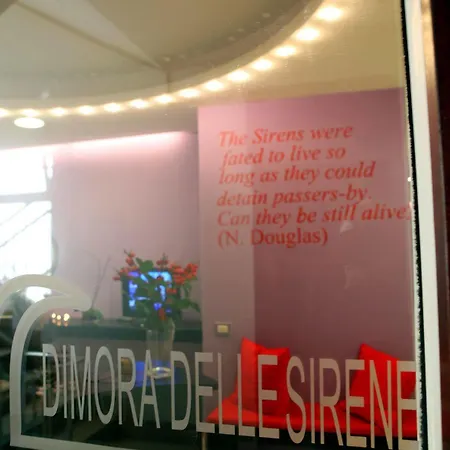 The Sirens were
fated to live so
long as they could
detain passers-by.
Can they be still alive?
(N. Douglas)
DIMORA DELLE SIRENE